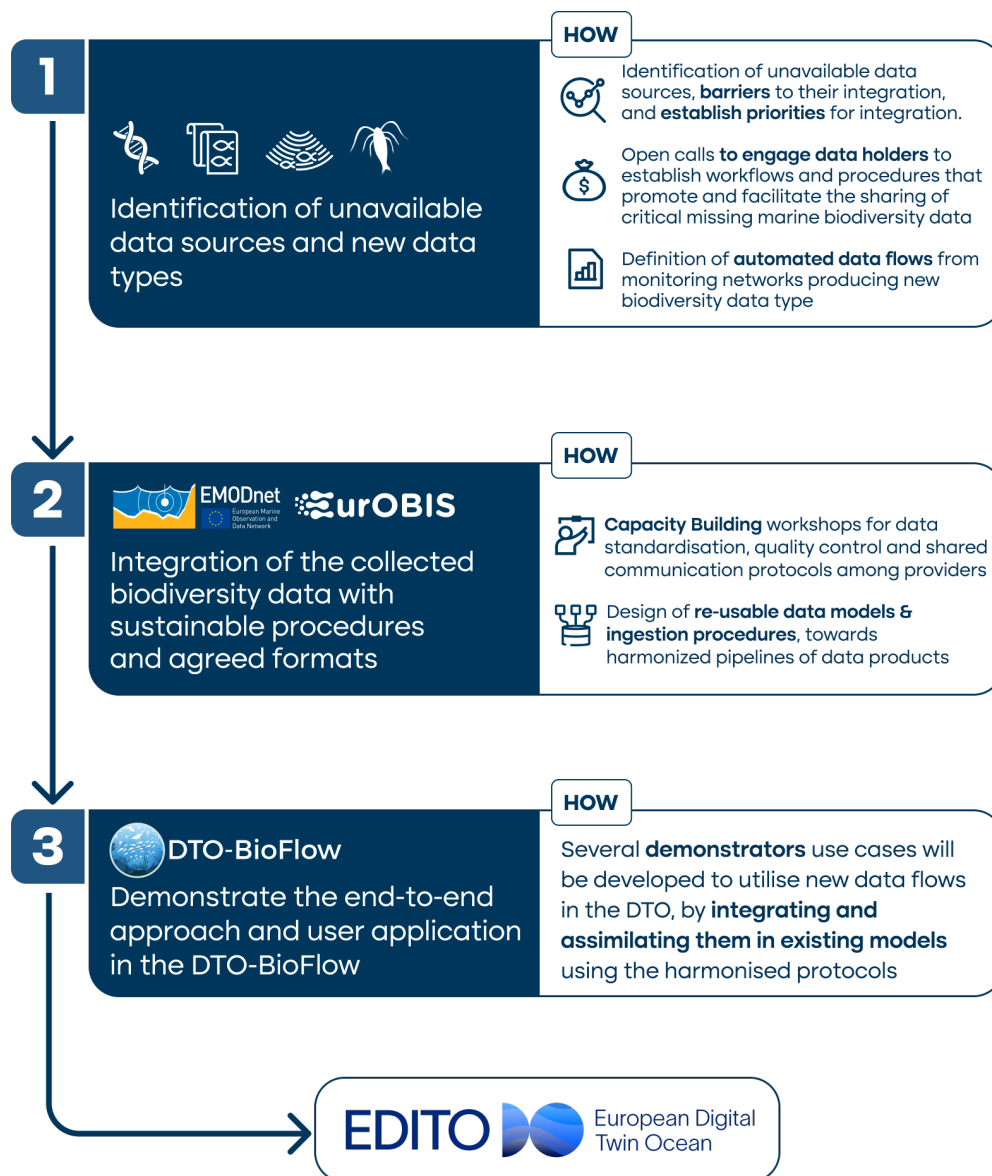 1
Identification of unavailable
data sources and new data
types
HOW
Identification of unavailable data
sources, barriers to their integration,
and establish priorities for integration.
$
Open calls to engage data holders to
establish workflows and procedures that
promote and facilitate the sharing of
critical missing marine biodiversity data
Definition of automated data flows from
monitoring networks producing new
biodiversity data type
2
EMODnet
European Marine
Observation and
Data Network
EurOBIS
Integration of the collected
biodiversity data with
sustainable procedures
and agreed formats
HOW
Capacity Building workshops for data
standardisation, quality control and shared
communication protocols among providers
Design of re-usable data models &
ingestion procedures, towards
harmonized pipelines of data products
3
DTO-BioFlow
Demonstrate the end-to-end
approach and user application
in the DTO-BioFlow
HOW
Several demonstrators use cases will
be developed to utilise new data flows
in the DTO, by integrating and
assimilating them in existing models
using the harmonised protocols
EDITO
European Digital
Twin Ocean